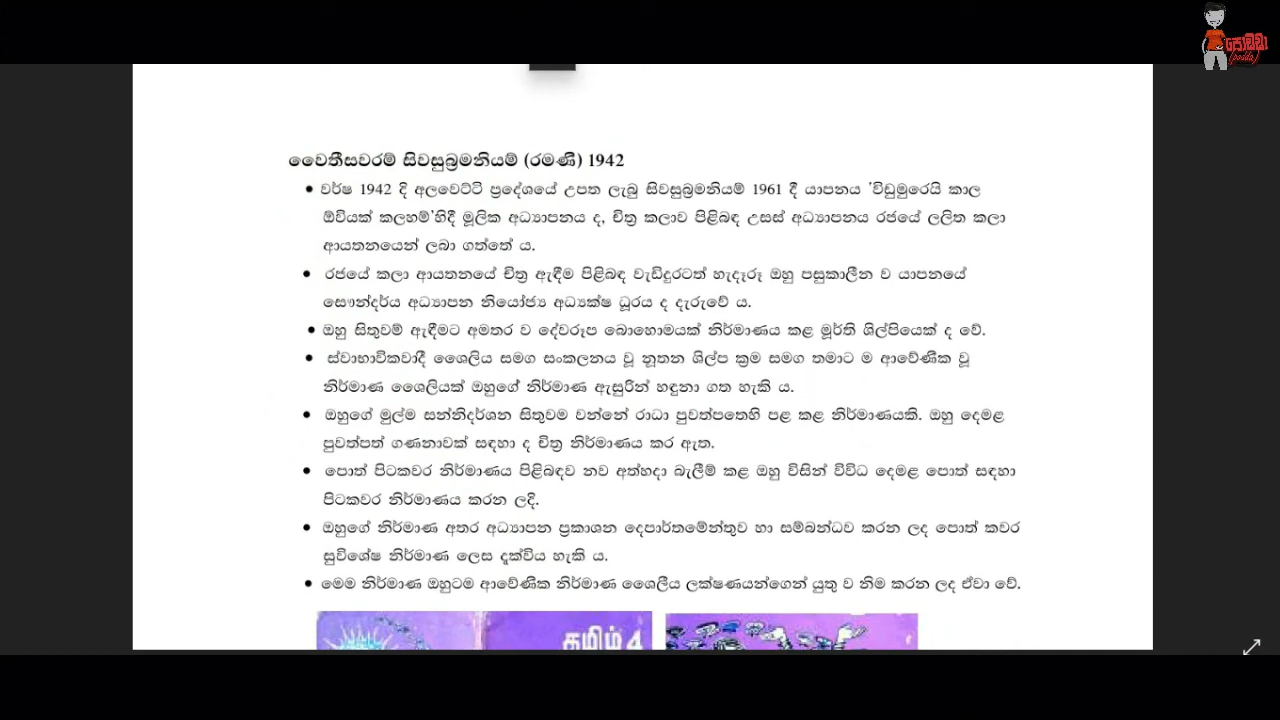 පොඩ්ඩා
(podda)
වෛතීසවරම් සිවසුබ්‍රමනියම් (රමණි) 1942
● වර්ෂ 1942 දි අලවෙට්ටි ප්‍රදේශයේ උපත ලැබු සිවසුබ්‍රමනියම් 1961 දී යාපනය 'විඩුමුරෙයි කාල
ඕවියක් කලහම්'හිදී මූලික අධ්‍යාපනය ද, චිත්‍ර කලාව පිළිබඳ උසස් අධ්‍යාපනය රජයේ ලලිත කලා
ආයතනයෙන් ලබා ගත්තේ ය.
● රජයේ කලා ආයතනයේ චිත්‍ර ඇඳීම පිළිබඳ වැඩිදුරටත් හැදෑරූ ඔහු පසුකාලීන ව යාපනයේ
සෞන්දර්ය අධ්‍යාපන නියෝජ්‍ය අධ්‍යක්ෂ ධූරය ද දැරුවේ ය.
● ඔහු සිතුවම් ඇඳීමට අමතර ව දේවරූප බොහොමයක් නිර්මාණය කළ මූර්ති ශිල්පියෙක් ද වේ.
● ස්වාභාවිකවාදී ශෛලිය සමග සංකලනය වූ නූතන ශිල්ප ක්‍රම සමග තමාට ම ආවේණික වූ
නිර්මාණ ශෛලියක් ඔහුගේ නිර්මාණ ඇසුරින් හඳුනා ගත හැකි ය.
● ඔහුගේ මුල්ම සන්නිදර්ශන සිතුවම වන්නේ රාධා පුවත්පතෙහි පළ කළ නිර්මාණයකි. ඔහු දෙමළ
පුවත්පත් ගණනාවක් සඳහා ද චිත්‍ර නිර්මාණය කර ඇත.
● පොත් පිටකවර නිර්මාණය පිළිබඳව නව අත්හදා බැලීම් කළ ඔහු විසින් විවිධ දෙමළ පොත් සඳහා
පිටකවර නිර්මාණය කරන ලදි.
● ඔහුගේ නිර්මාණ අතර අධ්‍යාපන ප්‍රකාශන දෙපාර්තමේන්තුව හා සම්බන්ධව කරන ලද පොත් කවර
සුවිශේෂ නිර්මාණ ලෙස දැක්විය හැකි ය.
● මෙම නිර්මාණ ඔහුටම ආවේණික නිර්මාණ ශෛලීය ලක්ෂණයන්ගෙන් යුතු ව නිම කරන ලද ඒවා වේ.
தமிழ் 4